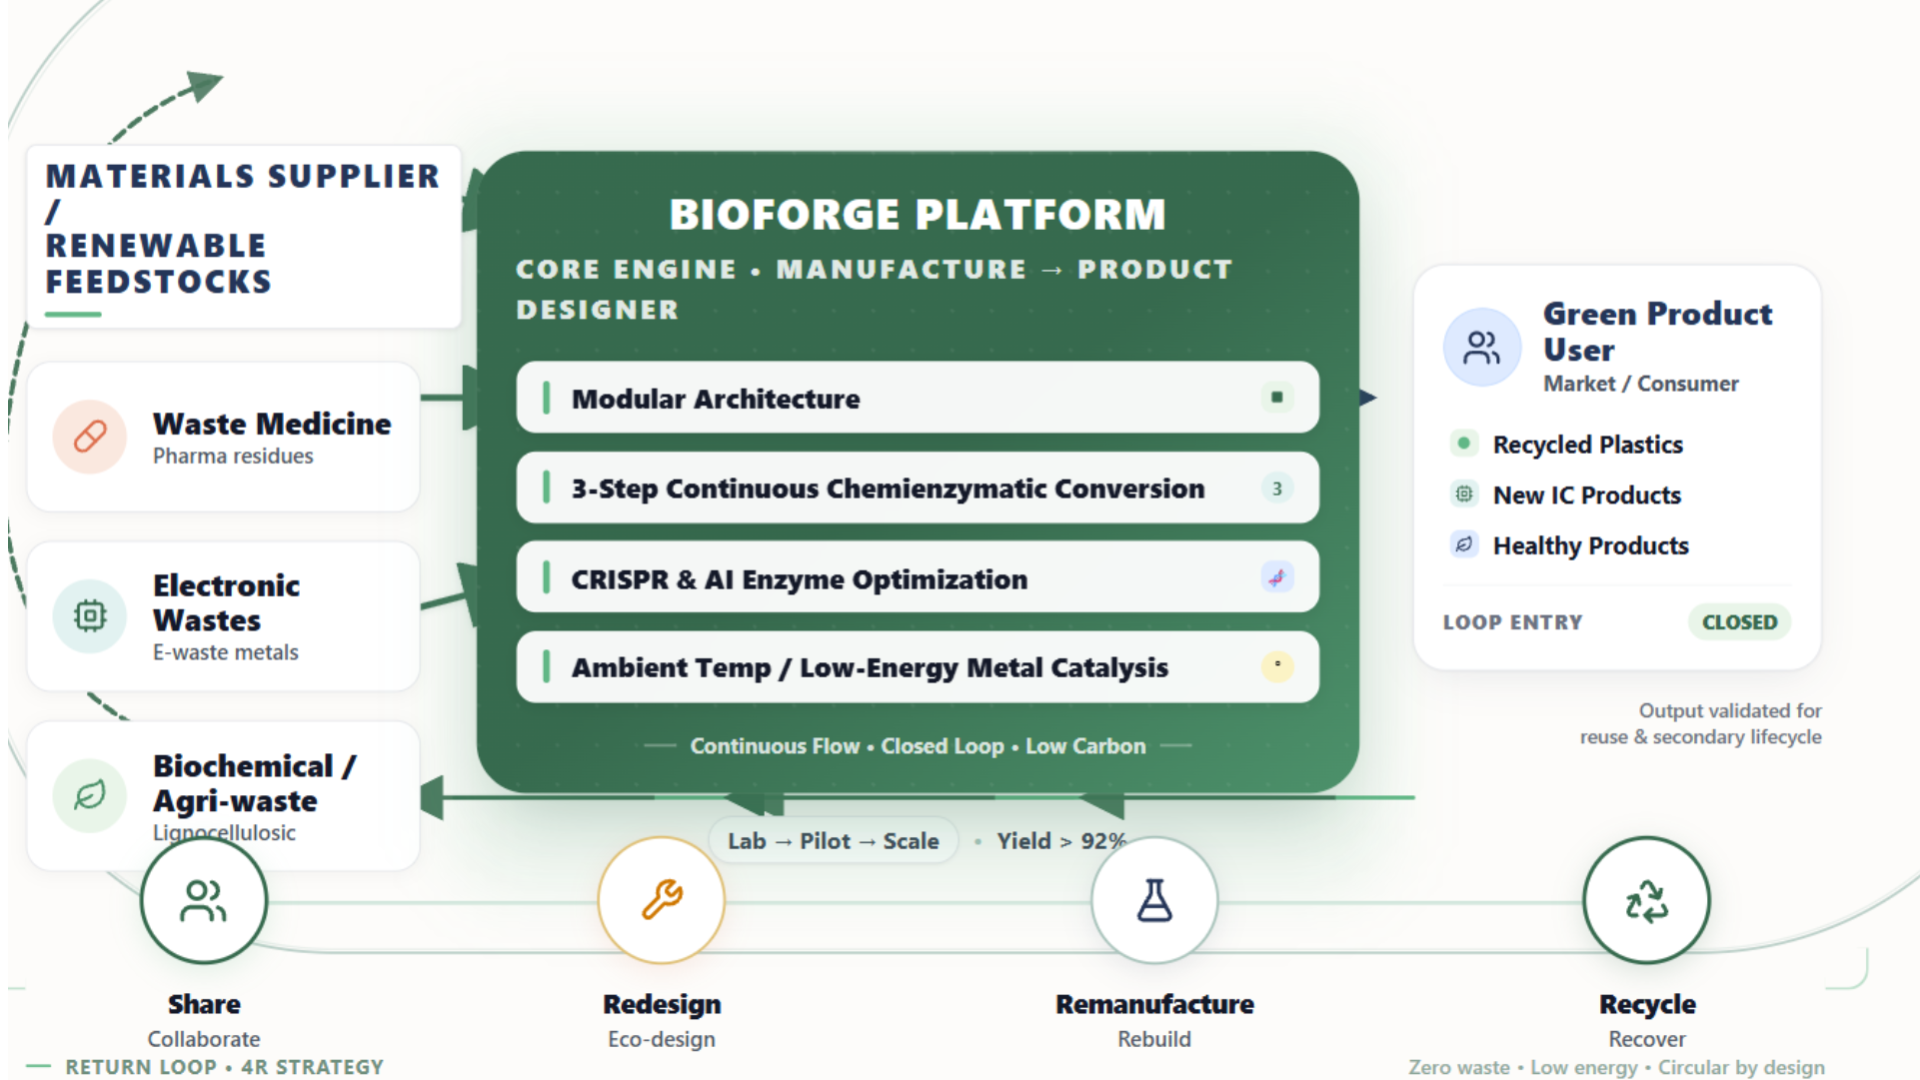 MATERIALS SUPPLIER
/
RENEWABLE
FEEDSTOCKS
Waste Medicine
Pharma residues
Electronic
Wastes
E-waste metals
Biochemical /
Agri-waste
Lignocellulosic
BIOFORGE PLATFORM
CORE ENGINE • MANUFACTURE → PRODUCT
DESIGNER
Modular Architecture
3-Step Continuous Chemienzymatic Conversion
3
CRISPR & AI Enzyme Optimization
Ambient Temp / Low-Energy Metal Catalysis
°
Continuous Flow • Closed Loop • Low Carbon
Lab → Pilot → Scale • Yield > 92%
Green Product
User
Market / Consumer
Recycled Plastics
New IC Products
Healthy Products
LOOP ENTRY
CLOSED
Output validated for
reuse & secondary lifecycle
Share
Collaborate
Redesign
Eco-design
Remanufacture
Rebuild
Recycle
Recover
RETURN LOOP • 4R STRATEGY
Zero waste • Low energy • Circular by design